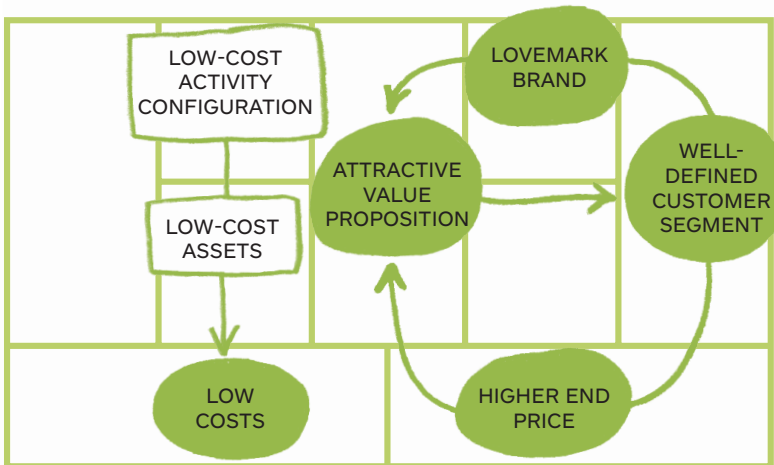 LOW-COST
ACTIVITY
CONFIGURATION
LOVEMARK
BRAND
ATTRACTIVE
VALUE
PROPOSITION
WELL-
DEFINED
CUSTOMER
SEGMENT
LOW-COST
ASSETS
LOW
COSTS
HIGHER END
PRICE